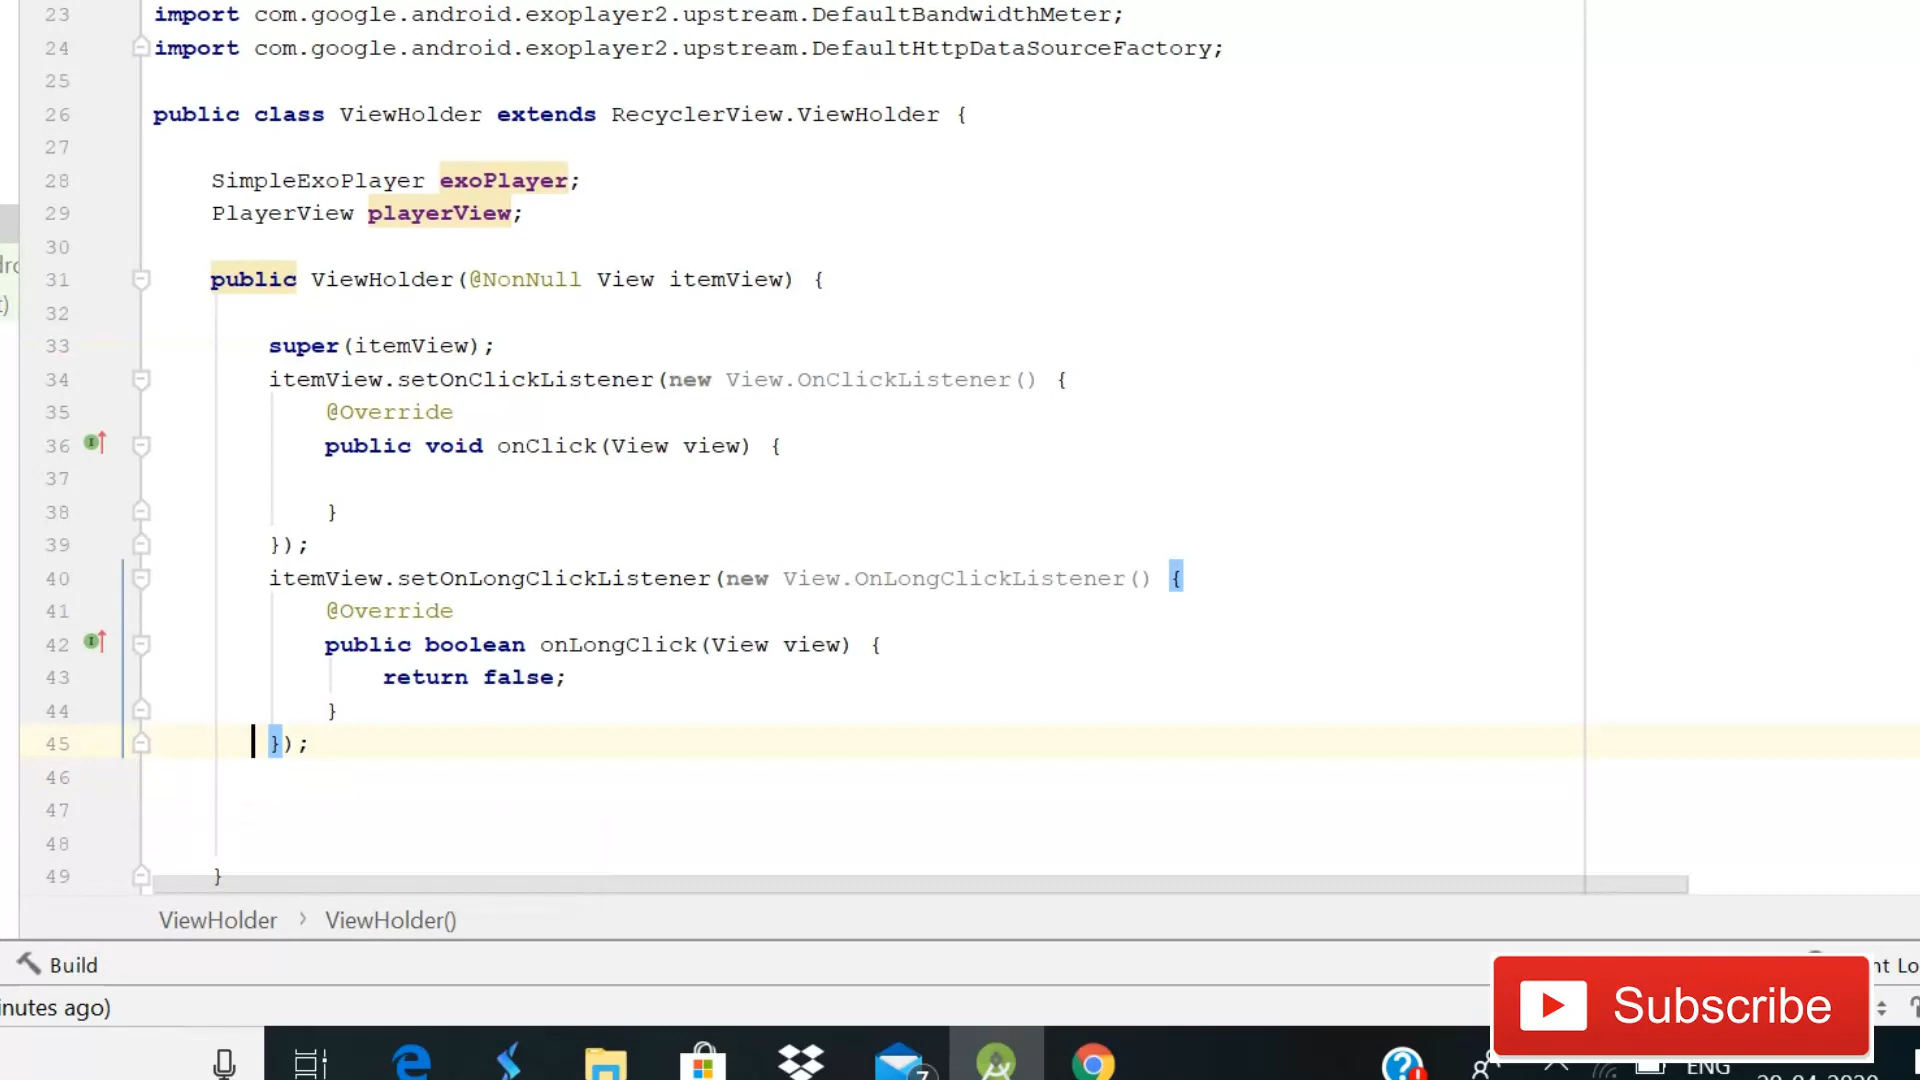 23 import com.google.android.exoplayer2.upstream.DefaultBandwidthMeter;
24 import com.google.android.exoplayer2.upstream.DefaultHttpDataSourceFactory;
25
26 public class ViewHolder extends RecyclerView.ViewHolder {
27
28 SimpleExoPlayer exoPlayer;
29 PlayerView playerView;
30
31 public ViewHolder(@NonNull View itemView) {
32
33 super(itemView);
34 itemView.setOnClickListener(new View.OnClickListener() {
35 @Override
36 public void onClick(View view) {
37
38 }
39 });
40 itemView.setOnLongClickListener(new View.OnLongClickListener() {
41 @Override
42 public boolean onLongClick(View view) {
43 return false;
44 }
45 });
46
47
48
49 }
ViewHolder > ViewHolder()
Build
nt Lo
inutes ago)
Subscribe
7
ENG